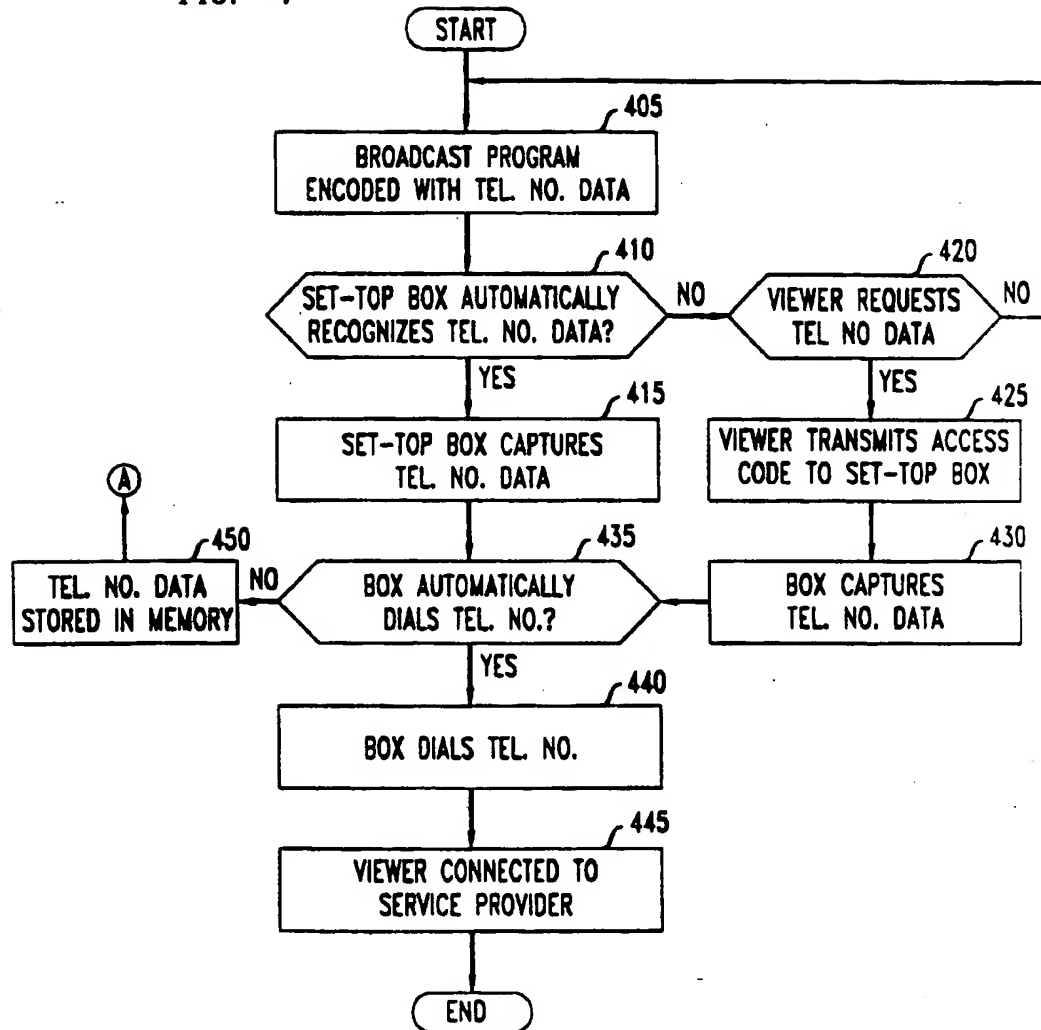 START
405
BROADCAST PROGRAM
ENCODED WITH TEL. NO. DATA
410
SET-TOP BOX AUTOMATICALLY
RECOGNIZES TEL. NO. DATA?
NO
420
VIEWER REQUESTS
TEL NO DATA
NO
YES
YES
415
SET-TOP BOX CAPTURES
TEL. NO. DATA
425
VIEWER TRANSMITS ACCESS
CODE TO SET-TOP BOX
A
450
TEL. NO. DATA
STORED IN MEMORY
NO
435
BOX AUTOMATICALLY
DIALS TEL. NO.?
430
BOX CAPTURES
TEL. NO. DATA
YES
440
BOX DIALS TEL. NO.
445
VIEWER CONNECTED TO
SERVICE PROVIDER
END